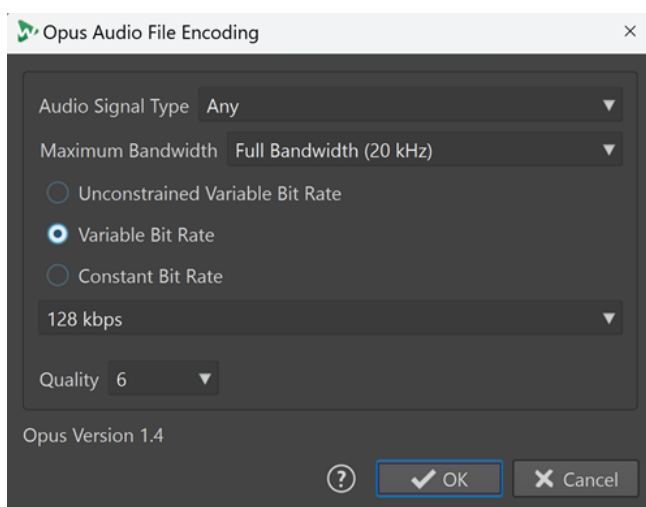 Opus Audio File Encoding
Audio Signal Type Any
Maximum Bandwidth Full Bandwidth (20 kHz)
Unconstrained Variable Bit Rate
Variable Bit Rate
Constant Bit Rate
128 kbps
Quality 6
Opus Version 1.4
? OK Cancel